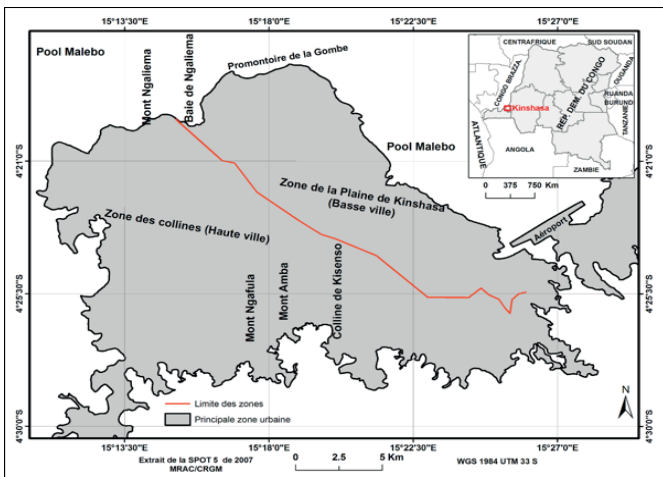 15°13'30"E
15°18'0"E
15°22'30"E
15°27'0"E
Pool Malebo
Mont Ngaliema
Baie de Ngaliema
Promontoire de la Gombe
CENTRAFRIQUE
SUD SOUDAN
CONGO BRAZZA.
OUGANDA
REP. DEM. DU CONGO
RUANDA
BURUND
TANZANIE
Kinshasa
ATLANTIQUE
ANGOLA
ZAMBIE
0 375 750 Km
Pool Malebo
4°21'0"S
4°21'0"S
Zone de la Plaine de Kinshasa
(Basse ville)
Zone des collines (Haute ville)
Aéroport
4°25'30"S
4°25'30"S
Mont Ngafula
Mont Amba
Colline de Kisenso
Limite des zones
Principale zone urbaine
N
4°30'0"S
4°30'0"S
15°13'30"E
15°18'0"E
15°22'30"E
15°27'0"E
Extrait de la SPOT 5 de 2007
MRAC/CRGM
0 2.5 5 Km
WGS 1984 UTM 33 S